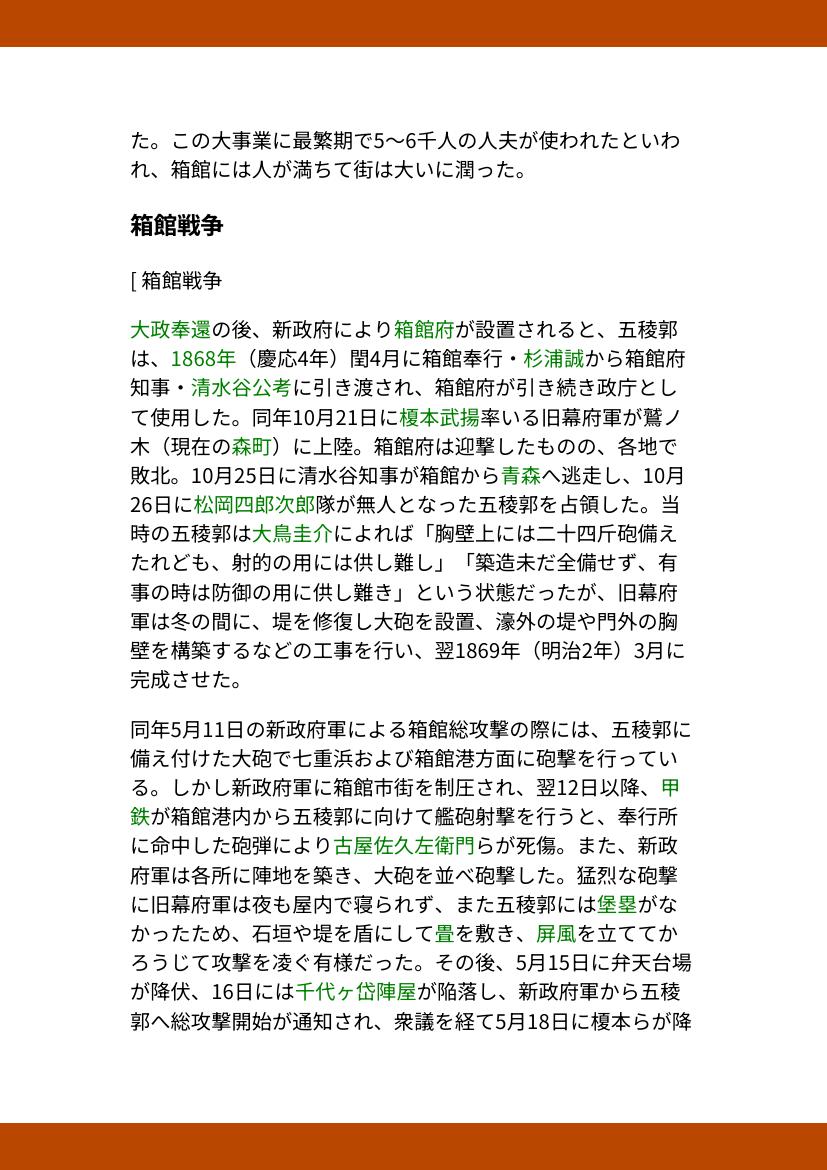 た。この大事業に最繁期で5〜6千人の人夫が使われたといわ
れ、箱館には人が満ちて街は大いに潤った。
箱館戦争
[ 箱館戦争
大政奉還の後、新政府により箱館府が設置されると、五稜郭
は、1868年（慶応4年）閏4月に箱館奉行・杉浦誠から箱館府
知事・清水谷公考に引き渡され、箱館府が引き続き政庁とし
て使用した。同年10月21日に榎本武揚率いる旧幕府軍が鷲ノ
木（現在の森町）に上陸。箱館府は迎撃したものの、各地で
敗北。10月25日に清水谷知事が箱館から青森へ逃走し、10月
26日に松岡四郎次郎隊が無人となった五稜郭を占領した。当
時の五稜郭は大鳥圭介によれば「胸壁上には二十四斤砲備え
たれども、射的の用には供し難し」「築造未だ全備せず、有
事の時は防御の用に供し難き」という状態だったが、旧幕府
軍は冬の間に、堤を修復し大砲を設置、濠外の堤や門外の胸
壁を構築するなどの工事を行い、翌1869年（明治2年）3月に
完成させた。
同年5月11日の新政府軍による箱館総攻撃の際には、五稜郭に
備え付けた大砲で七重浜および箱館港方面に砲撃を行ってい
る。しかし新政府軍に箱館市街を制圧され、翌12日以降、甲
鉄が箱館港内から五稜郭に向けて艦砲射撃を行うと、奉行所
に命中した砲弾により古屋佐久左衛門らが死傷。また、新政
府軍は各所に陣地を築き、大砲を並べ砲撃した。猛烈な砲撃
に旧幕府軍は夜も屋内で寝られず、また五稜郭には堡塁がな
かったため、石垣や堤を盾にして畳を敷き、屏風を立ててか
ろうじて攻撃を凌ぐ有様だった。その後、5月15日に弁天台場
が降伏、16日には千代ヶ岱陣屋が陥落し、新政府軍から五稜
郭へ総攻撃開始が通知され、衆議を経て5月18日に榎本らが降